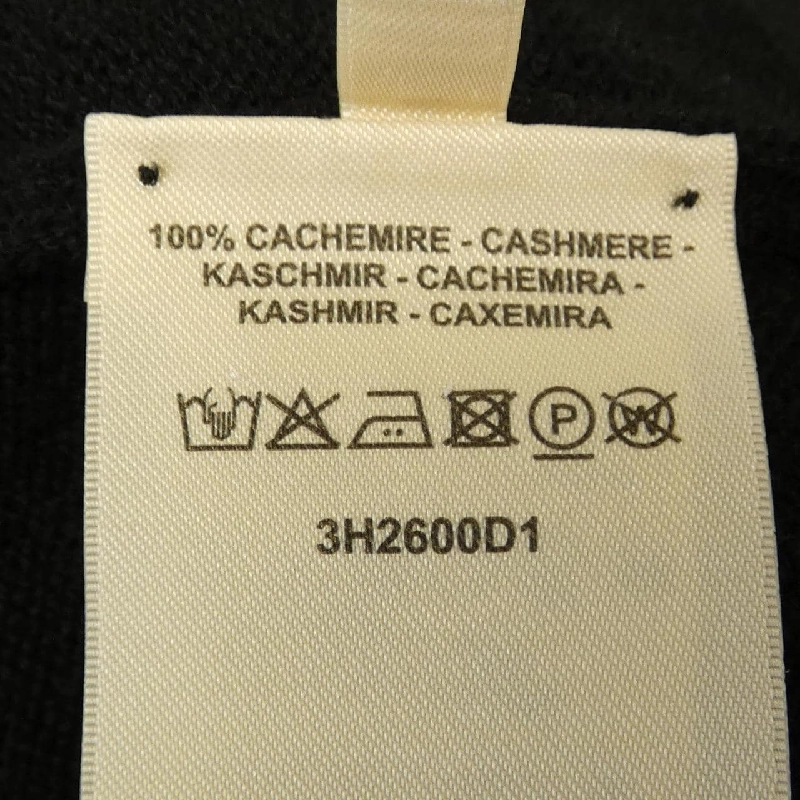 100% CACHEMIRE - CASHMERE -
KASCHMIR - CACHEMIRA -
KASHMIR - CAXEMIRA
P W
3H2600D1